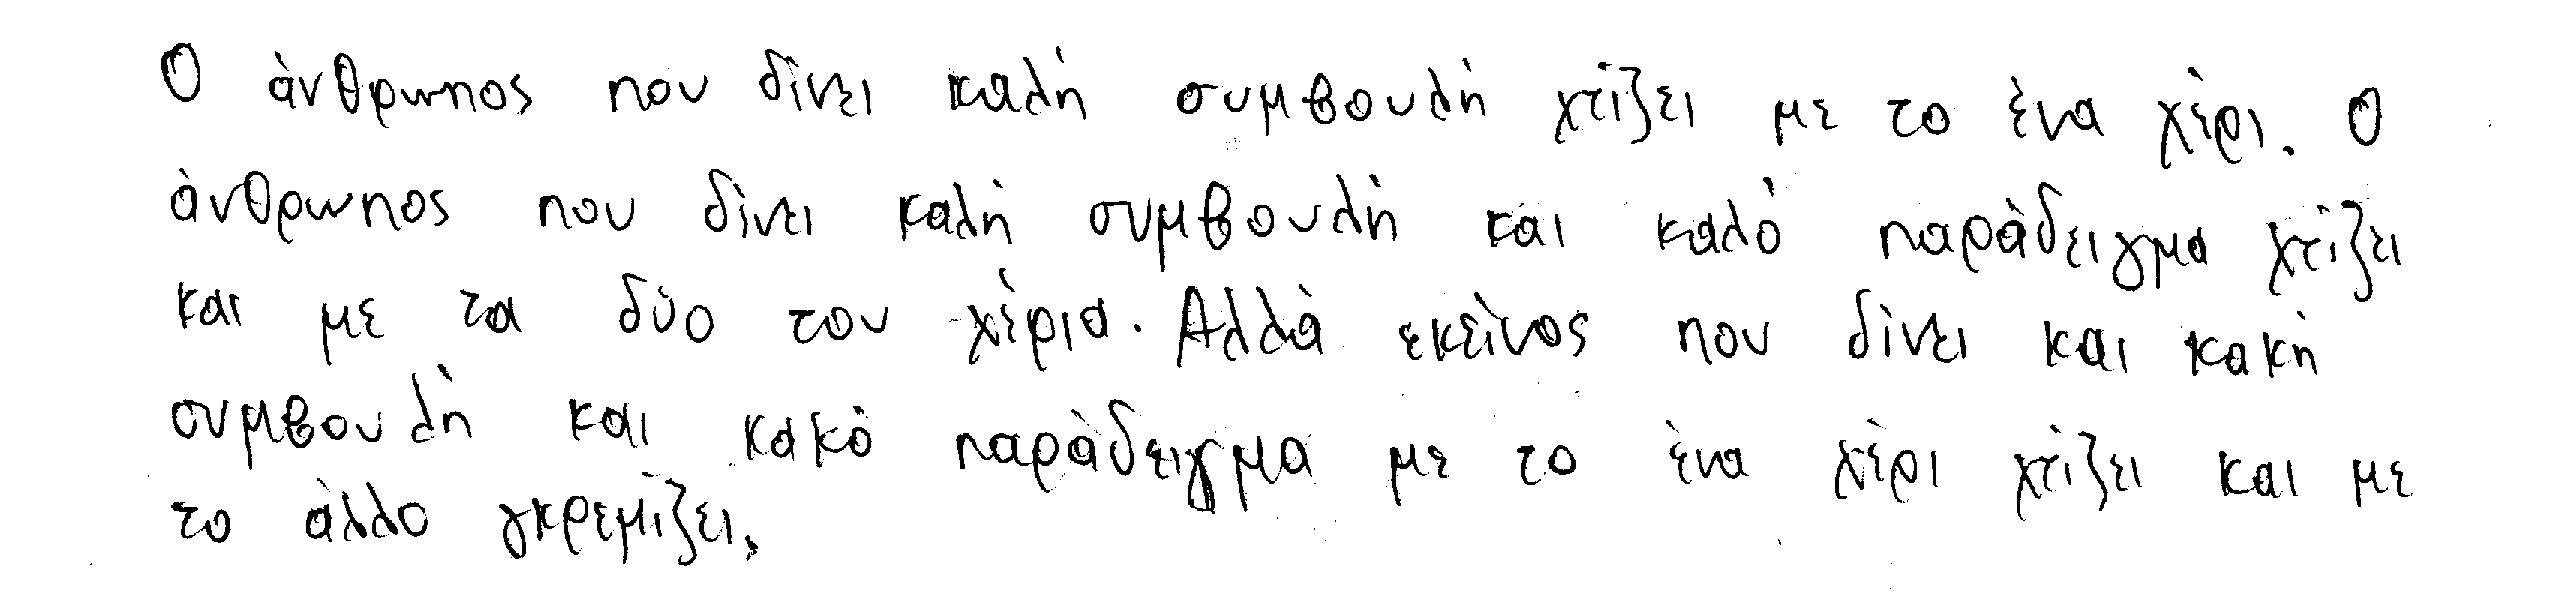 Ο άνθρωπος που δίνει καλή συμβουλή χτίζει με το ένα χέρι. Ο
άνθρωπος που δίνει καλή συμβουλή και καλό παράδειγμα χτίζει
και με τα δύο του χέρια. Αλλά εκείνος που δίνει και κακή
συμβουλή και κακό παράδειγμα με το ένα χέρι χτίζει και με
το άλλο γκρεμίζει.